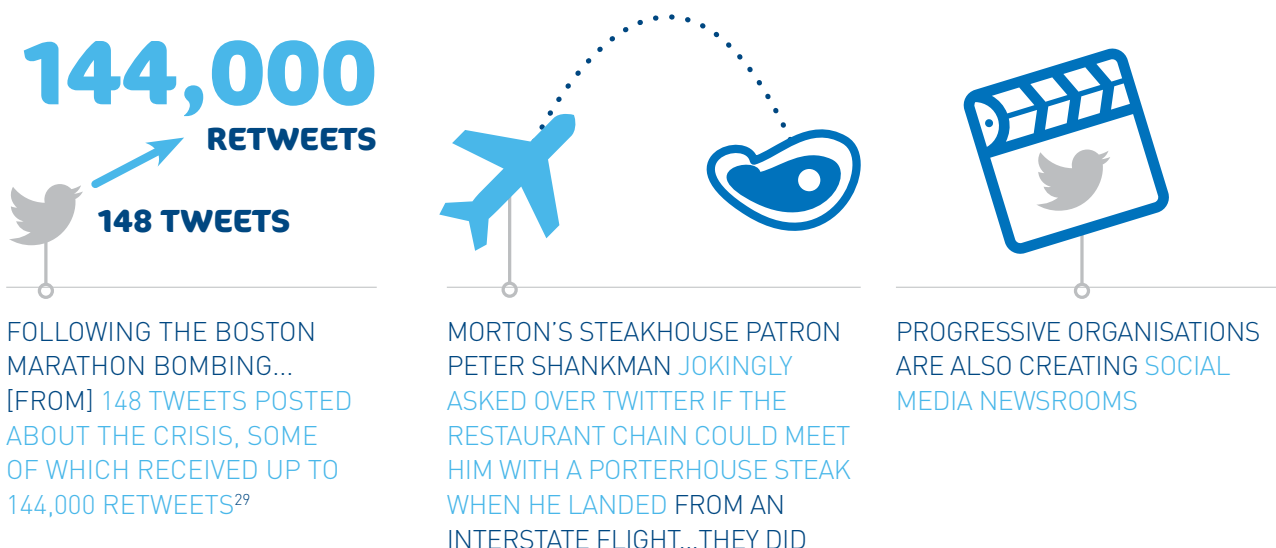 144,000
RETWEETS
148 TWEETS
FOLLOWING THE BOSTON
MARATHON BOMBING...
[FROM] 148 TWEETS POSTED
ABOUT THE CRISIS, SOME
OF WHICH RECEIVED UP TO
144,000 RETWEETS²⁹
MORTON’S STEAKHOUSE PATRON
PETER SHANKMAN JOKINGLY
ASKED OVER TWITTER IF THE
RESTAURANT CHAIN COULD MEET
HIM WITH A PORTERHOUSE STEAK
WHEN HE LANDED FROM AN
INTERSTATE FLIGHT...THEY DID
PROGRESSIVE ORGANISATIONS
ARE ALSO CREATING SOCIAL
MEDIA NEWSROOMS